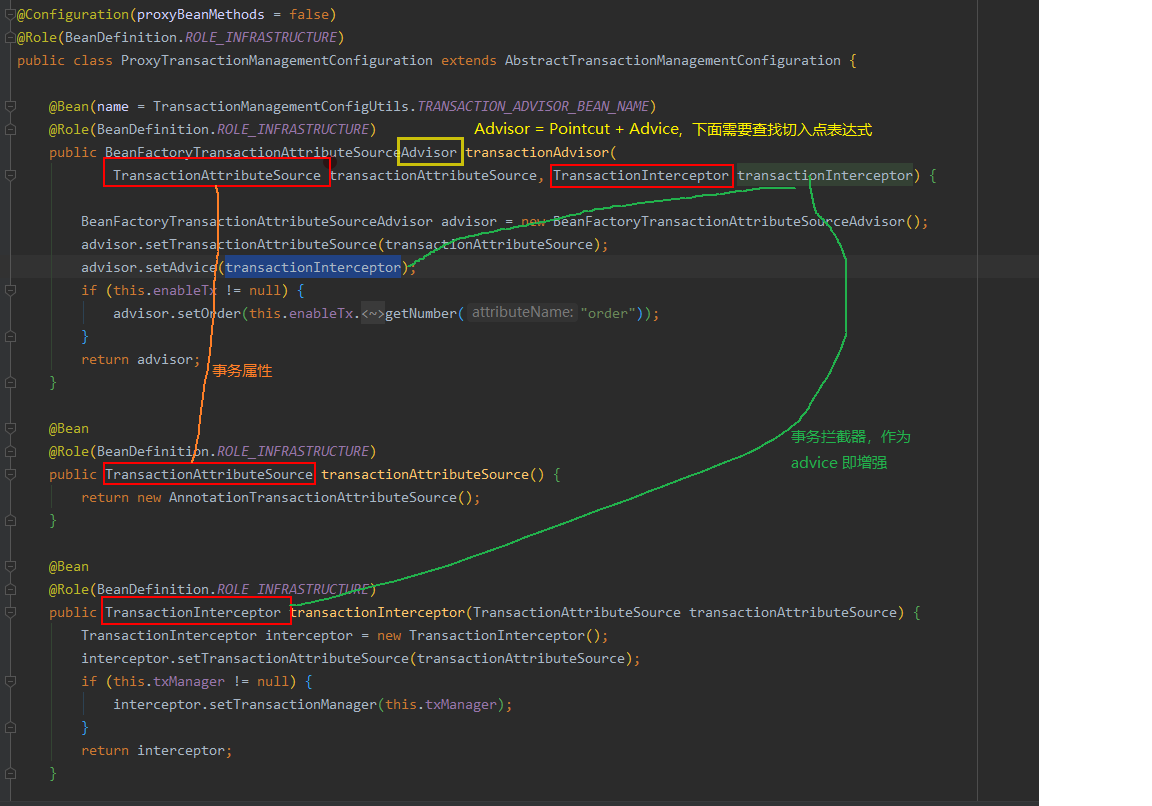 @Configuration(proxyBeanMethods = false)
@Role(BeanDefinition.ROLE_INFRASTRUCTURE)
public class ProxyTransactionManagementConfiguration extends AbstractTransactionManagementConfiguration {
@Bean(name = TransactionManagementConfigUtils.TRANSACTION_ADVISOR_BEAN_NAME)
@Role(BeanDefinition.ROLE_INFRASTRUCTURE) Advisor = Pointcut + Advice, 下面需要查找切入点表达式
public BeanFactoryTransactionAttributeSourceAdvisor transactionAdvisor(
TransactionAttributeSource transactionAttributeSource, TransactionInterceptor transactionInterceptor) {
BeanFactoryTransactionAttributeSourceAdvisor advisor = new BeanFactoryTransactionAttributeSourceAdvisor();
advisor.setTransactionAttributeSource(transactionAttributeSource);
advisor.setAdvice(transactionInterceptor);
if (this.enableTx != null) {
advisor.setOrder(this.enableTx.<~>getNumber( attributeName: "order"));
}
return advisor;
事务属性
}
@Bean
事务拦截器，作为
@Role(BeanDefinition.ROLE_INFRASTRUCTURE)
advice 即增强
public TransactionAttributeSource transactionAttributeSource() {
return new AnnotationTransactionAttributeSource();
}
@Bean
@Role(BeanDefinition.ROLE_INFRASTRUCTURE)
public TransactionInterceptor transactionInterceptor(TransactionAttributeSource transactionAttributeSource) {
TransactionInterceptor interceptor = new TransactionInterceptor();
interceptor.setTransactionAttributeSource(transactionAttributeSource);
if (this.txManager != null) {
interceptor.setTransactionManager(this.txManager);
}
return interceptor;
}